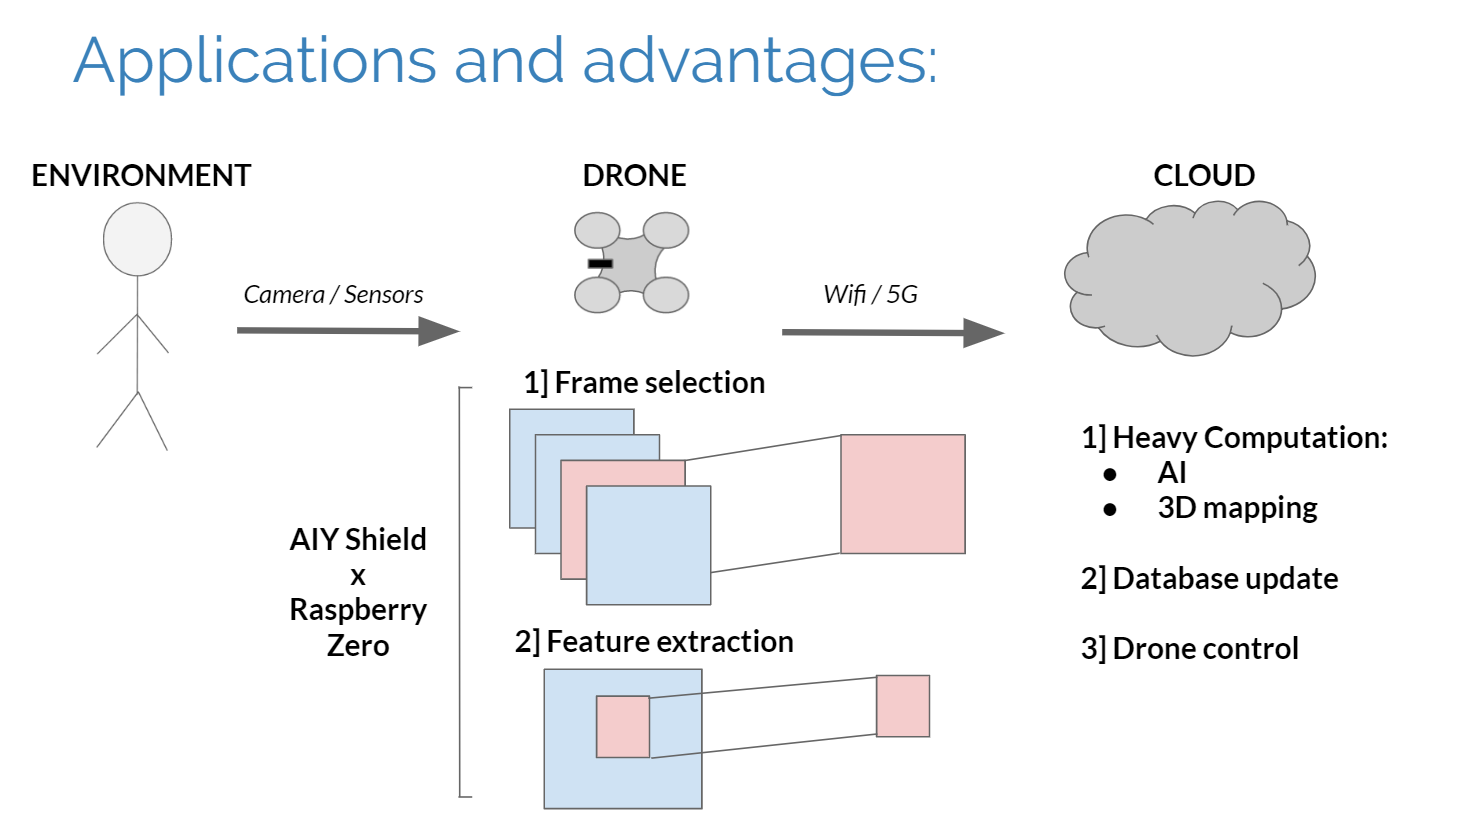 Applications and advantages:
ENVIRONMENT
DRONE
CLOUD
Camera / Sensors
Wifi / 5G
1] Frame selection
AIY Shield
x
Raspberry
Zero
2] Feature extraction
1] Heavy Computation:
● AI
● 3D mapping
2] Database update
3] Drone control